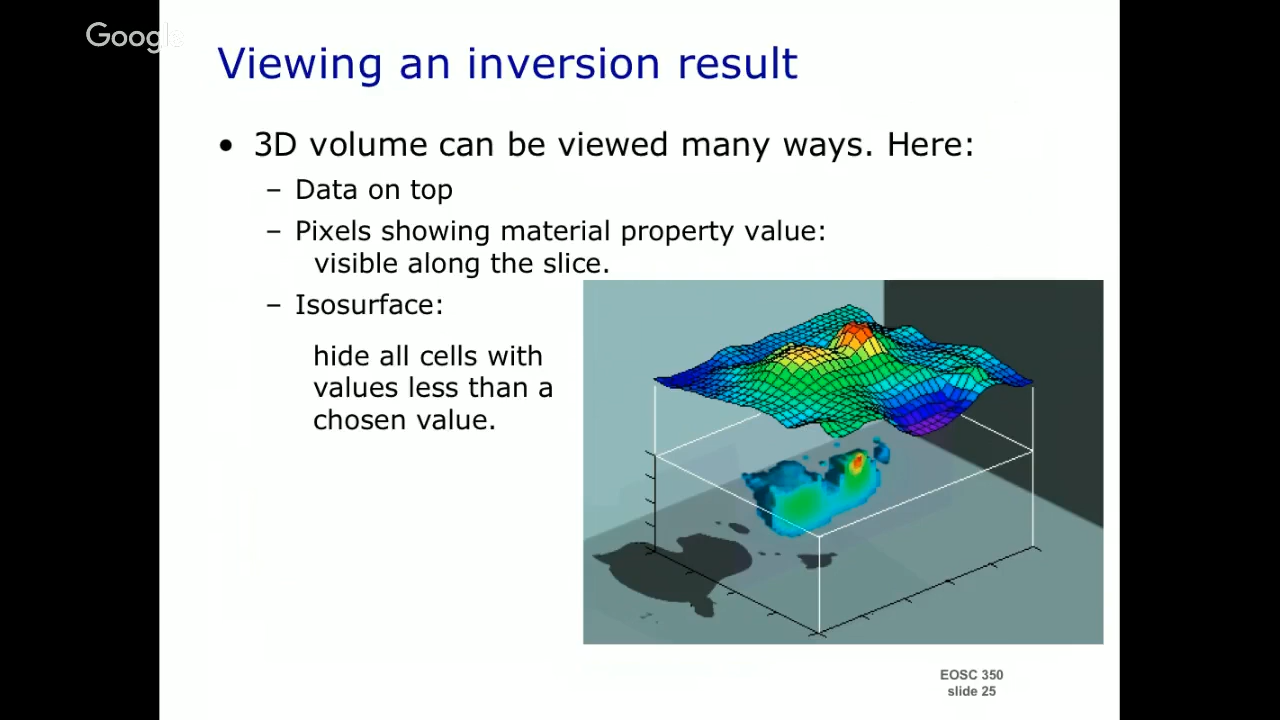 Google
Viewing an inversion result
• 3D volume can be viewed many ways. Here:
– Data on top
– Pixels showing material property value:
visible along the slice.
– Isosurface:
hide all cells with
values less than a
chosen value.
EOSC 350
slide 25